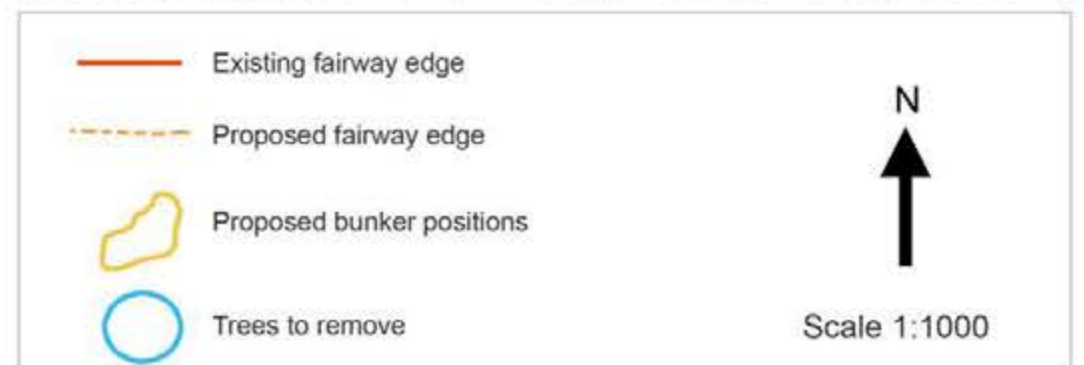 Existing fairway edge
N
Proposed fairway edge
Proposed bunker positions
Trees to remove
Scale 1:1000